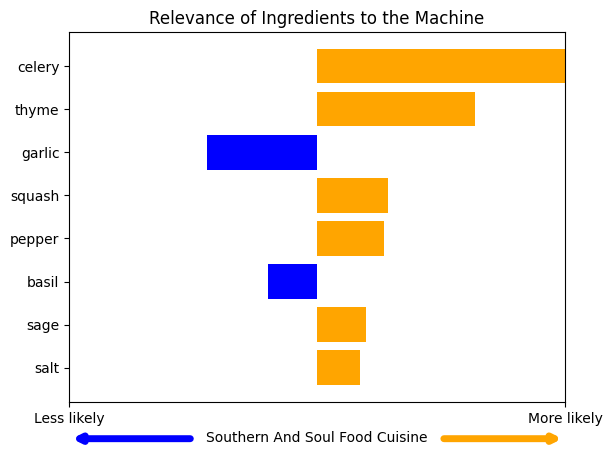 Relevance of Ingredients to the Machine
celery
thyme
garlic
squash
pepper
basil
sage
salt
Less likely
More likely
Southern And Soul Food Cuisine